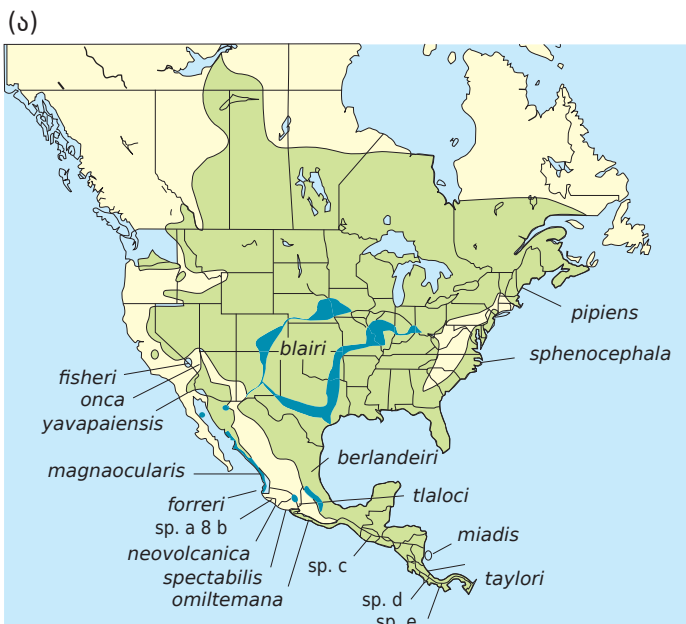 (ა)
pipiens
blairi
sphenocephala
fisheri
onca
yavapaiensis
berlandeiri
magnaocularis
tlaloci
forreri
sp. a 8 b
neovolcanica
miadis
sp. c
spectabilis
taylori
omiltemana
sp. d
sp. e